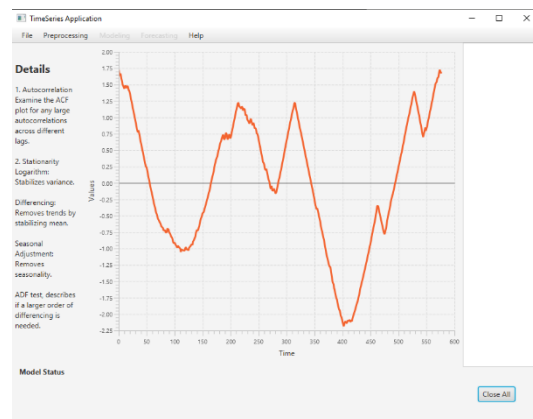 TimeSeries Application
File Preprocessing Modeling Forecasting Help
Details
1. Autocorrelation
Examine the ACF
plot for any large
autocorrelations
across different
lags.
2. Stationarity
Logarithm:
Stabilizes variance.
Differencing:
Removes trends by
stabilizing mean.
Seasonal
Adjustment:
Removes
seasonality.
ADF test, describes
if a larger order of
differencing is
needed.
Model Status
Values
2.00
1.75
1.50
1.25
1.00
0.75
0.50
0.25
0.00
-0.25
-0.50
-0.75
-1.00
-1.25
-1.50
-1.75
-2.00
-2.25
0 50 100 150 200 250 300 350 400 450 500 550 600
Time
Close All